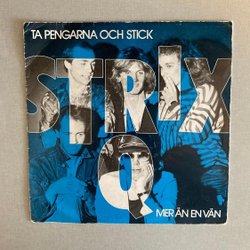 TA PENGARNA OCH STICK
STRIX
Q
MER ÄN EN VÄN